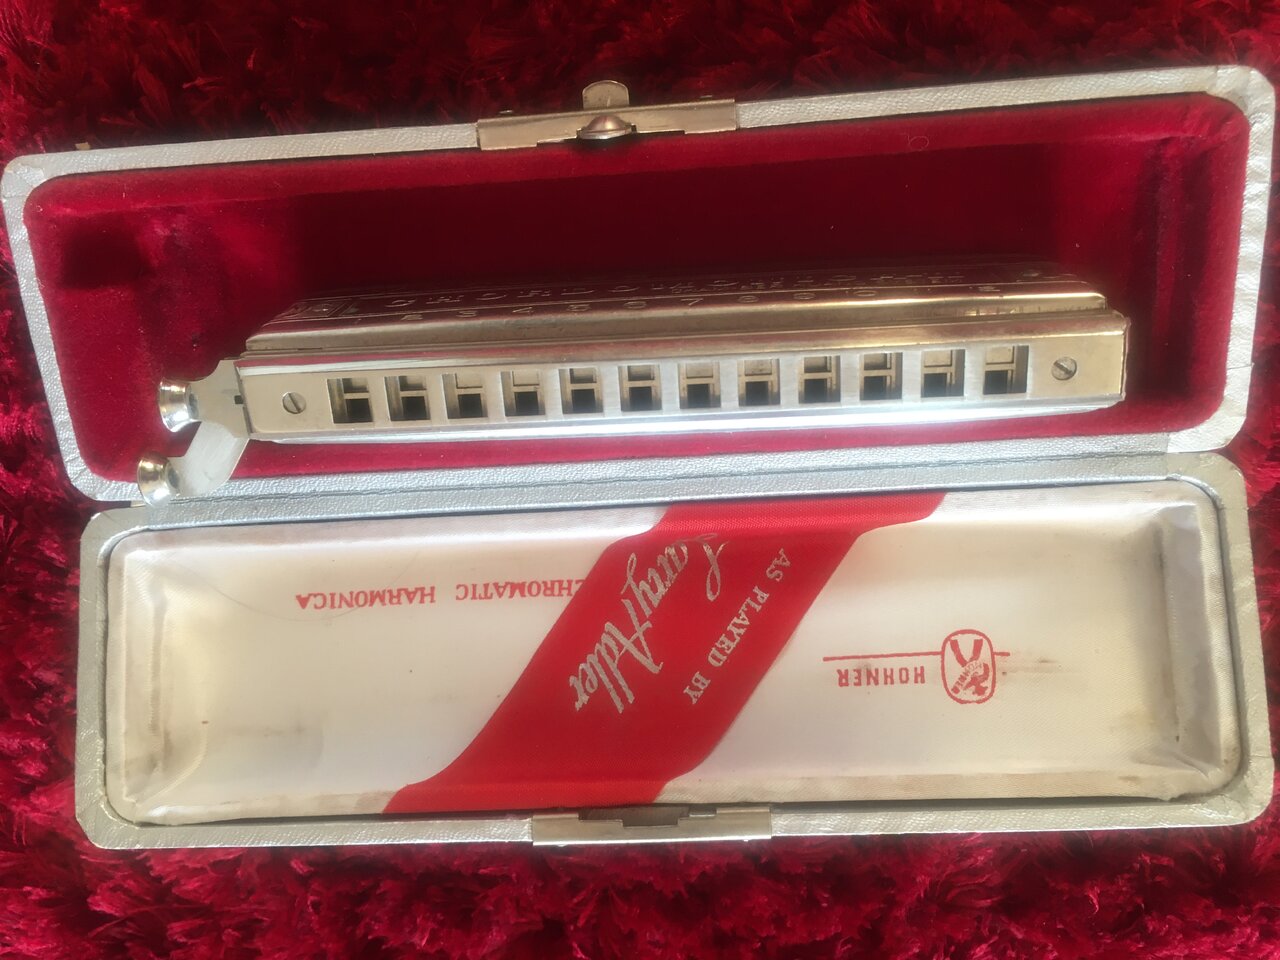 CHROMATIC HARMONICA
AS PLAYED BY
Larry Adler
HOHNER